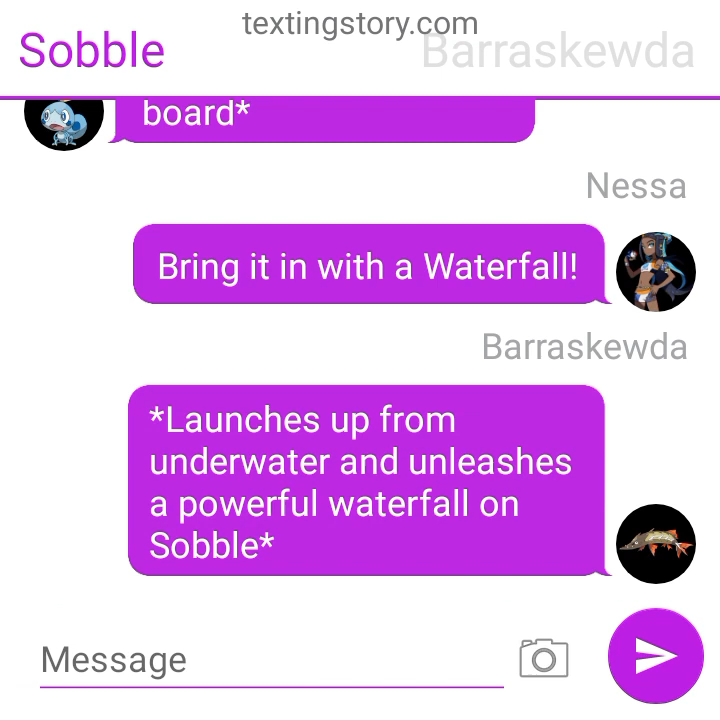 textingstory.com
Sobble
Barraskewda
board*
Nessa
Bring it in with a Waterfall!
Barraskewda
*Launches up from
underwater and unleashes
a powerful waterfall on
Sobble*
Message